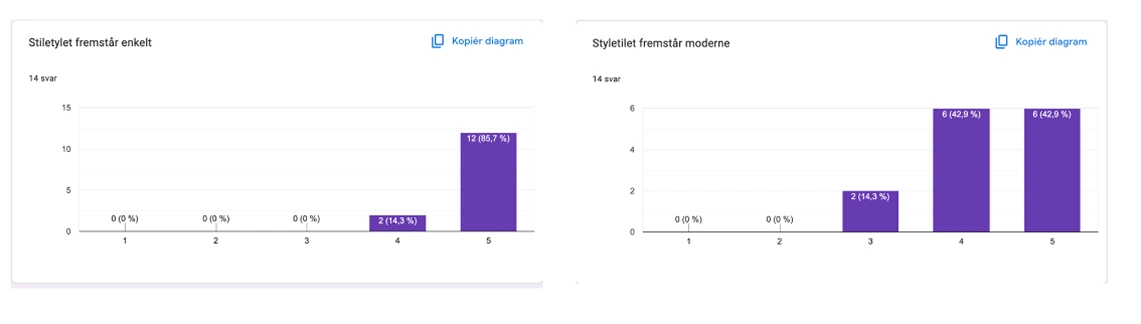 Stiletylet fremstår enkelt
Kopiér diagram
14 svar
15
10
5
0
0 (0 %)
0 (0 %)
0 (0 %)
2 (14,3 %)
12 (85,7 %)
1
2
3
4
5
Styletilet fremstår moderne
Kopiér diagram
14 svar
6
4
2
0
0 (0 %)
0 (0 %)
2 (14,3 %)
6 (42,9 %)
6 (42,9 %)
1
2
3
4
5